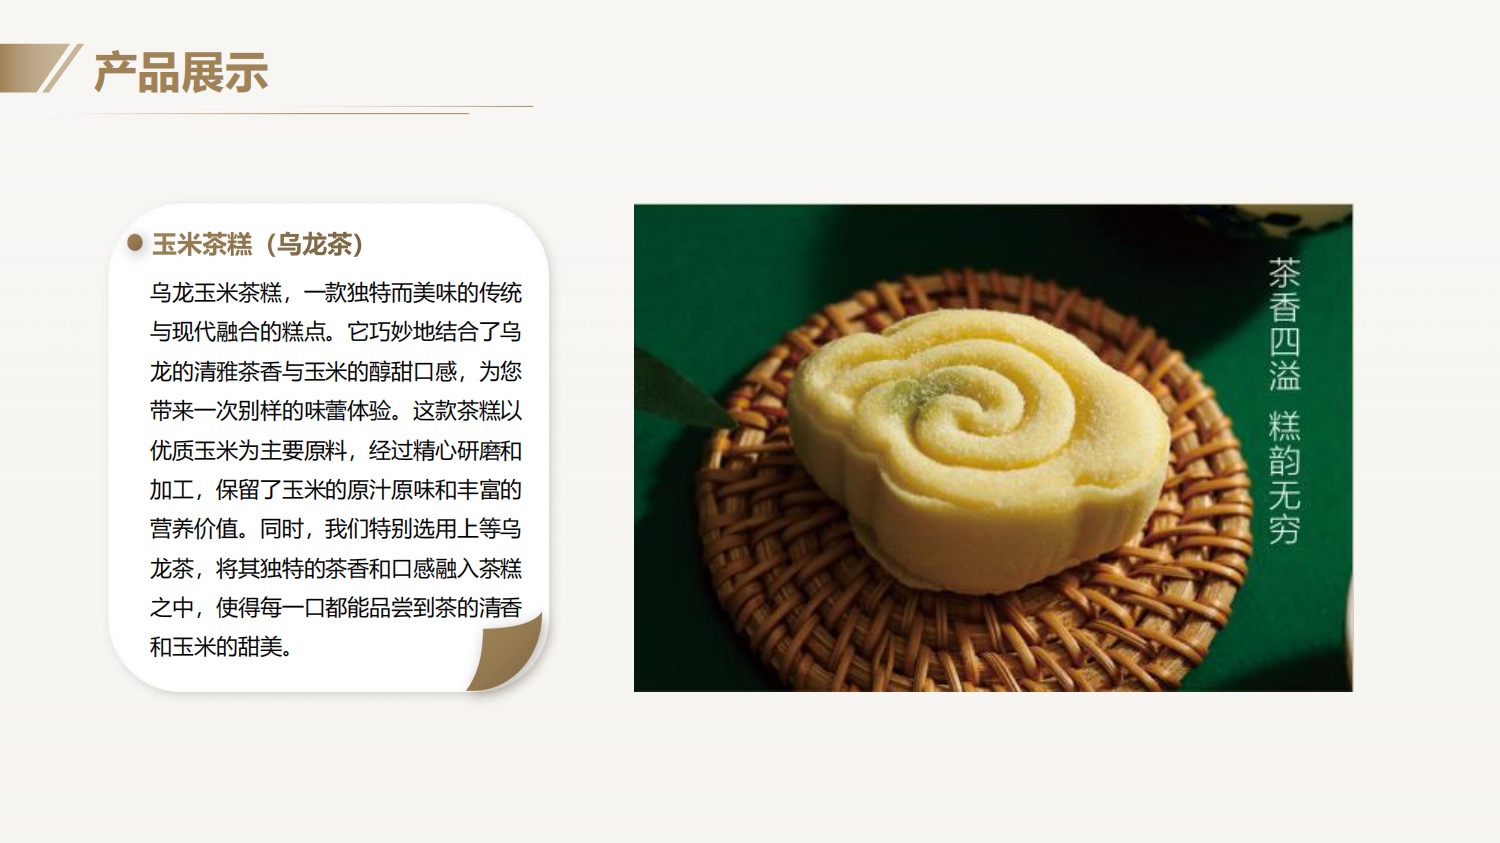 产品展示
玉米茶糕（乌龙茶）
乌龙玉米茶糕，一款独特而美味的传统
与现代融合的糕点。它巧妙地结合了乌
龙的清雅茶香与玉米的醇甜口感，为您
带来一次别样的味蕾体验。这款茶糕以
优质玉米为主要原料，经过精心研磨和
加工，保留了玉米的原汁原味和丰富的
营养价值。同时，我们特别选用上等乌
龙茶，将其独特的茶香和口感融入茶糕
之中，使得每一口都能品尝到茶的清香
和玉米的甜美。
茶香四溢 糕韵无穷